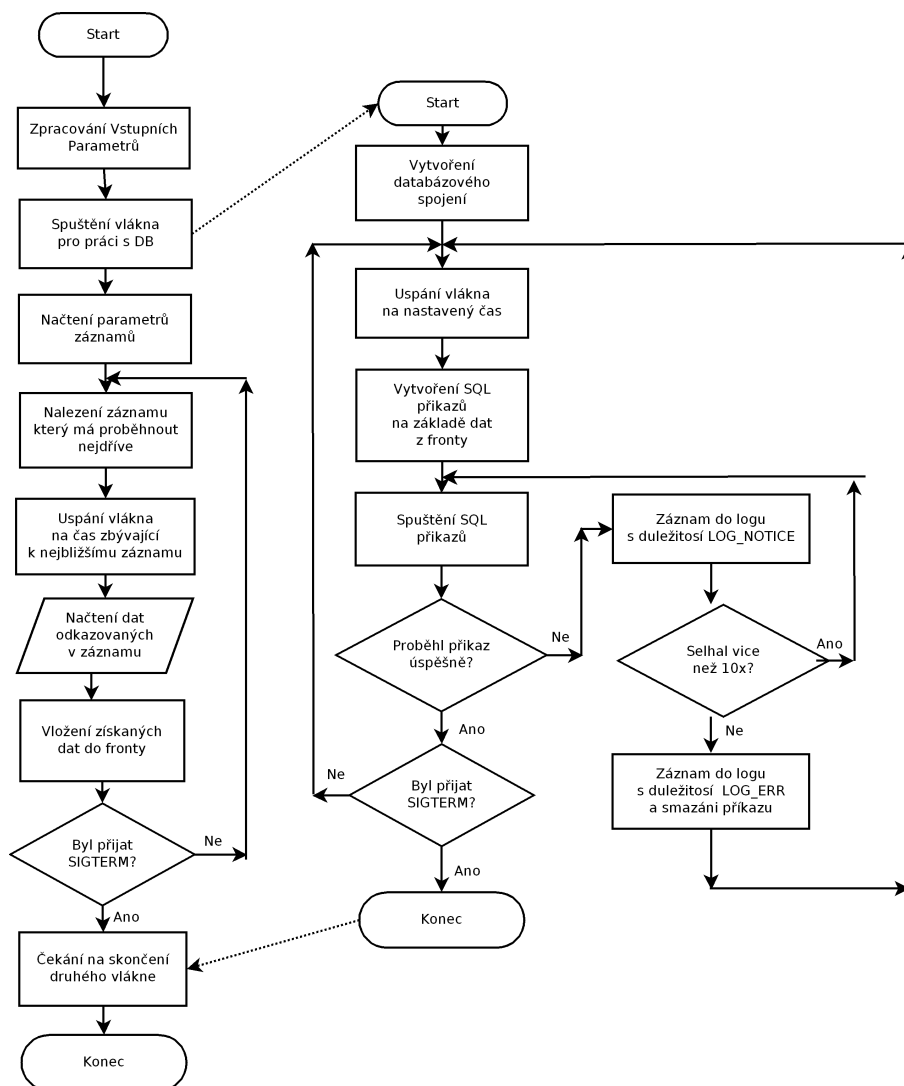 Start
Zpracování Vstupních
Parametrů
Spuštění vlákna
pro práci s DB
Načtení parametrů
záznamů
Nalezení záznamu
který má proběhnout
nejdříve
Uspání vlákna
na čas zbývající
k nejbližšímu záznamu
Načtení dat
odkazovaných
v záznamu
Vložení získaných
dat do fronty
Byl přijat
SIGTERM?
Ne
Ano
Čekání na skončení
druhého vlákne
Konec
Start
Vytvoření
databázového
spojení
Uspání vlákna
na nastavený čas
Vytvoření SQL
přikazů
na základě dat
z fronty
Spuštění SQL
přikazů
Proběhl přikaz
úspěšně?
Ne
Ano
Byl přijat
SIGTERM?
Ne
Ano
Konec
Záznam do logu
s duležitosí LOG_NOTICE
Selhal vice
než 10x?
Ano
Ne
Záznam do logu
s duležitosí LOG_ERR
a smazáni příkazu